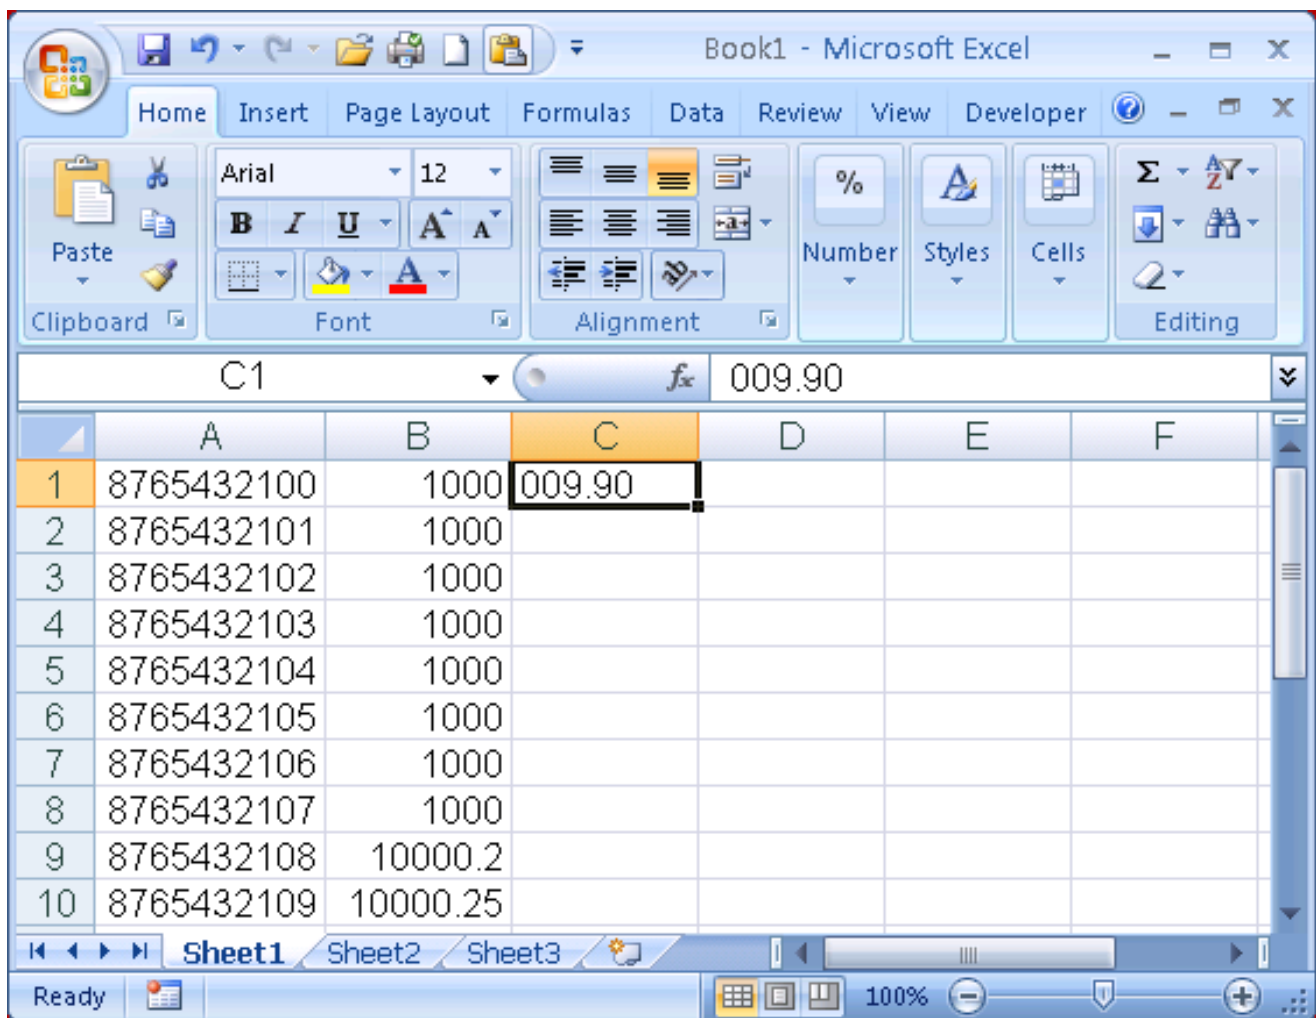 Book1 - Microsoft Excel
Home Insert Page Layout Formulas Data Review View Developer
Arial 12 % Σ A Z
B I U A A Number Styles Cells
Paste A
Clipboard Font Alignment Editing
C1 fx 009.90
A B C D E F
1 8765432100 1000 009.90
2 8765432101 1000
3 8765432102 1000
4 8765432103 1000
5 8765432104 1000
6 8765432105 1000
7 8765432106 1000
8 8765432107 1000
9 8765432108 10000.2
10 8765432109 10000.25
Sheet1 Sheet2 Sheet3
Ready 100%